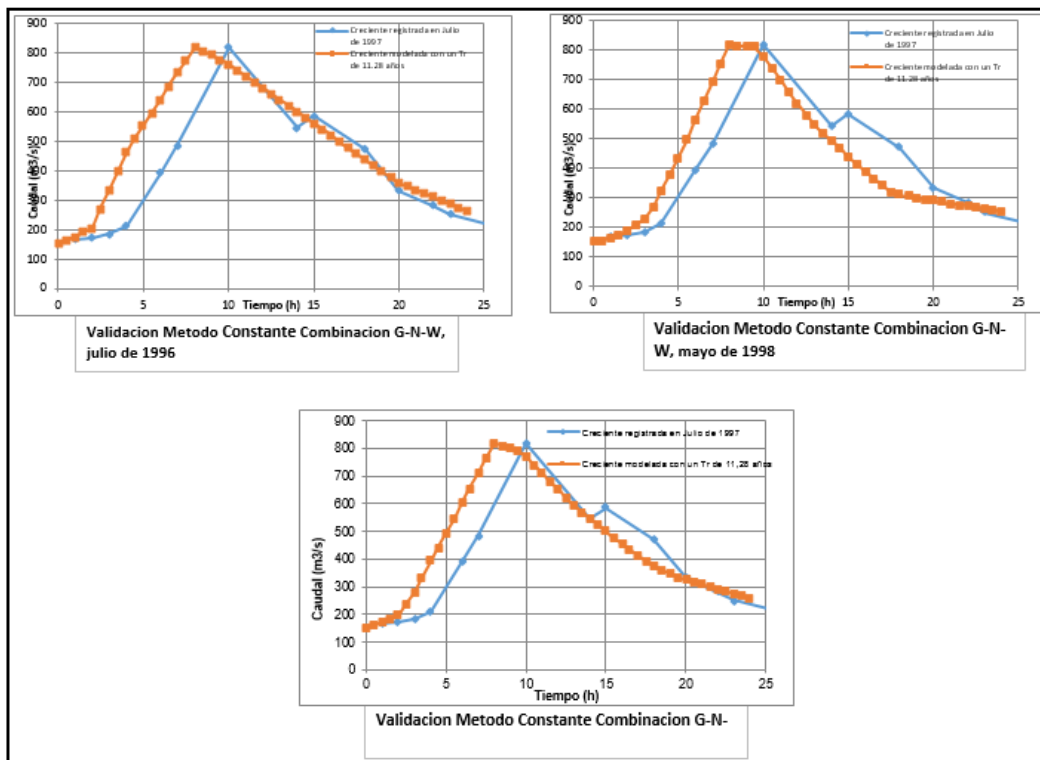 900
800
700
600
500
400
300
200
100
0
Caudal (m3/s)
Creciente registrada en Julio
de 1997
Creciente modelada con un Tr
de 11.28 años
0 5 10 15 20 25
Tiempo (h)
Validacion Metodo Constante Combinacion G-N-W,
julio de 1996
900
800
700
600
500
400
300
200
100
0
Caudal (m3/s)
Creciente registrada en Julio de
1997
Creciente modelada con un Tr
de 11.28 años
0 5 10 15 20 25
Tiempo (h)
Validacion Metodo Constante Combinacion G-N-
W, mayo de 1998
900
800
700
600
500
400
300
200
100
0
Caudal (m3/s)
Creciente registrada en Julio de 1997
Creciente modelada con un Tr de 11,28 años
0 5 10 15 20 25
Tiempo (h)
Validacion Metodo Constante Combinacion G-N-